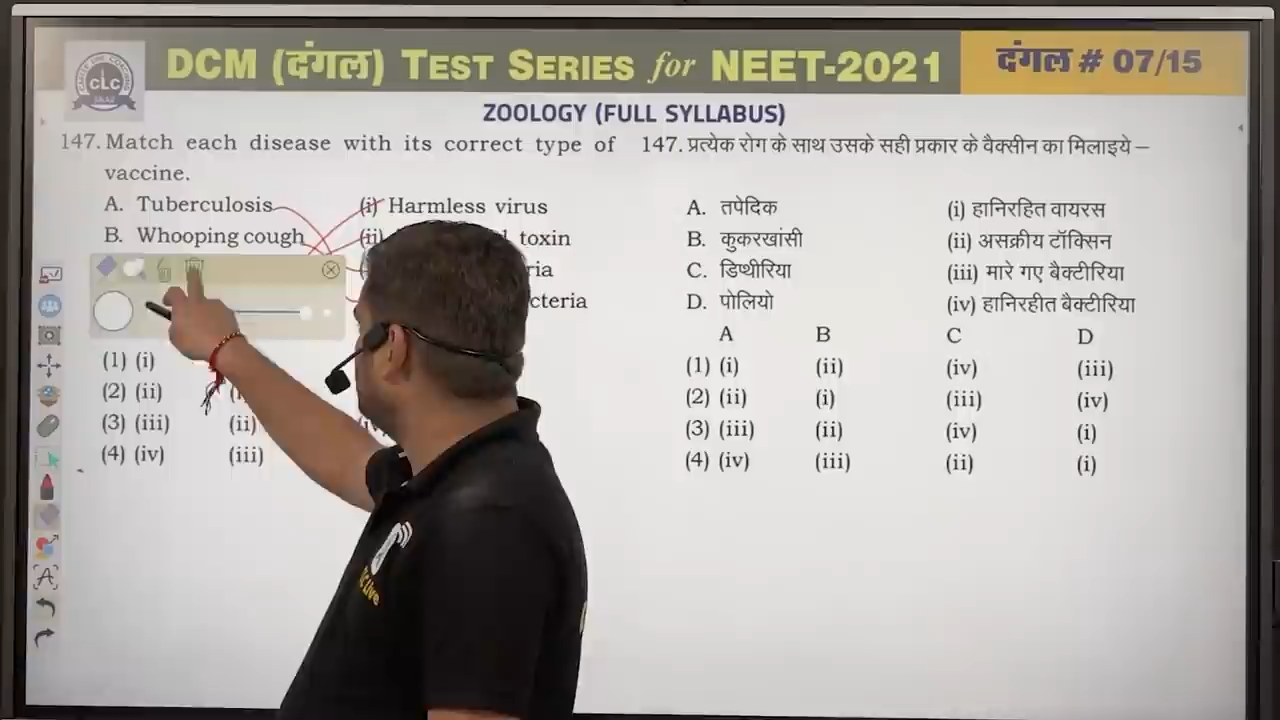 DCM (दंगल) TEST SERIES for NEET-2021
दंगल # 07/15
CLC
ZOOLOGY (FULL SYLLABUS)
147. Match each disease with its correct type of
vaccine.
A. Tuberculosis (i) Harmless virus
B. Whooping cough (ii) toxin
(1) (i)
(2) (ii)
(3) (iii) (ii)
(4) (iv) (iii)
147. प्रत्येक रोग के साथ उसके सही प्रकार के वैक्सीन का मिलाइये –
A. तपेदिक (i) हानिरहित वायरस
B. कुकरखांसी (ii) असक्रीय टॉक्सिन
C. डिप्थीरिया (iii) मारे गए बैक्टीरिया
D. पोलियो (iv) हानिरहीत बैक्टीरिया
A B C D
(1) (i) (ii) (iv) (iii)
(2) (ii) (i) (iii) (iv)
(3) (iii) (ii) (iv) (i)
(4) (iv) (iii) (ii) (i)